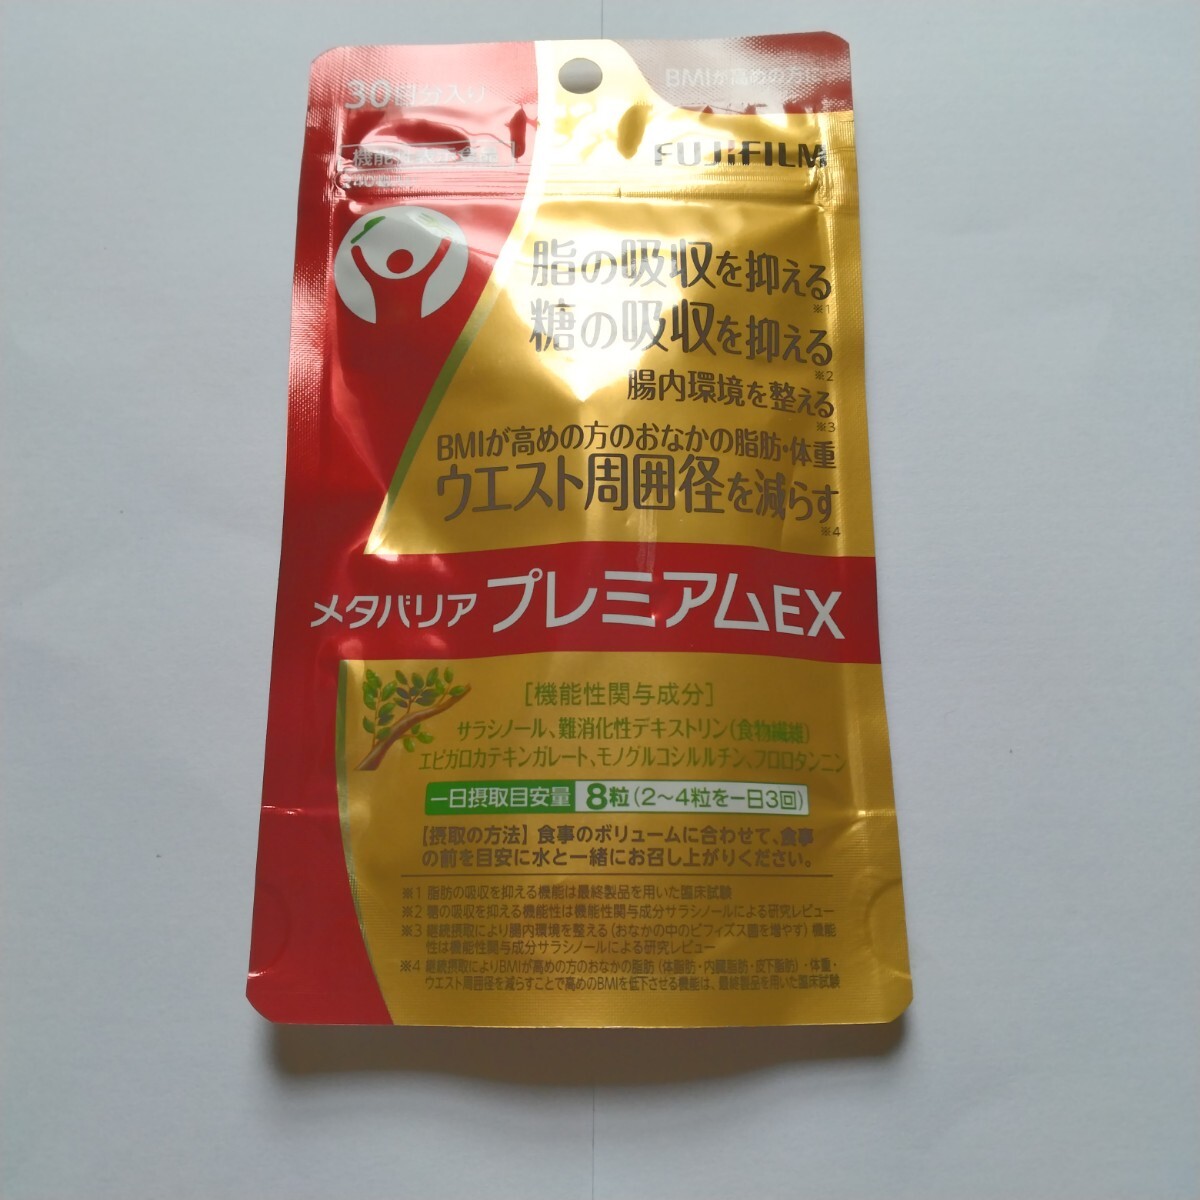 30回分入り
BMIが高めの方に
機能性表示食品
FUJIFILM
脂の吸収を抑える
※1
糖の吸収を抑える
※2
腸内環境を整える
※3
BMIが高めの方のおなかの脂肪・体重
ウエスト周囲径を減らす
※4
メタバリア プレミアムEX
[機能性関与成分]
サラシノール、難消化性デキストリン(食物繊維)
エピガロカテキンガレート、モノグルコシルルチン、フロロタンニン
一日摂取目安量 8粒(2〜4粒を一日3回)
【摂取の方法】食事のボリュームに合わせて、食事
の前を目安に水と一緒にお召し上がりください。
※1 脂肪の吸収を抑える機能は最終製品を用いた臨床試験
※2 糖の吸収を抑える機能性は機能性関与成分サラシノールによる研究レビュー
※3 継続摂取により腸内環境を整える(おなかの中のビフィズス菌を増やす)機能
性は機能性関与成分サラシノールによる研究レビュー
※4 継続摂取によりBMIが高めの方のおなかの脂肪(体脂肪・内臓脂肪・皮下脂肪)・体重・
ウエスト周囲径を減らすことで高めのBMIを低下させる機能は、最終製品を用いた臨床試験